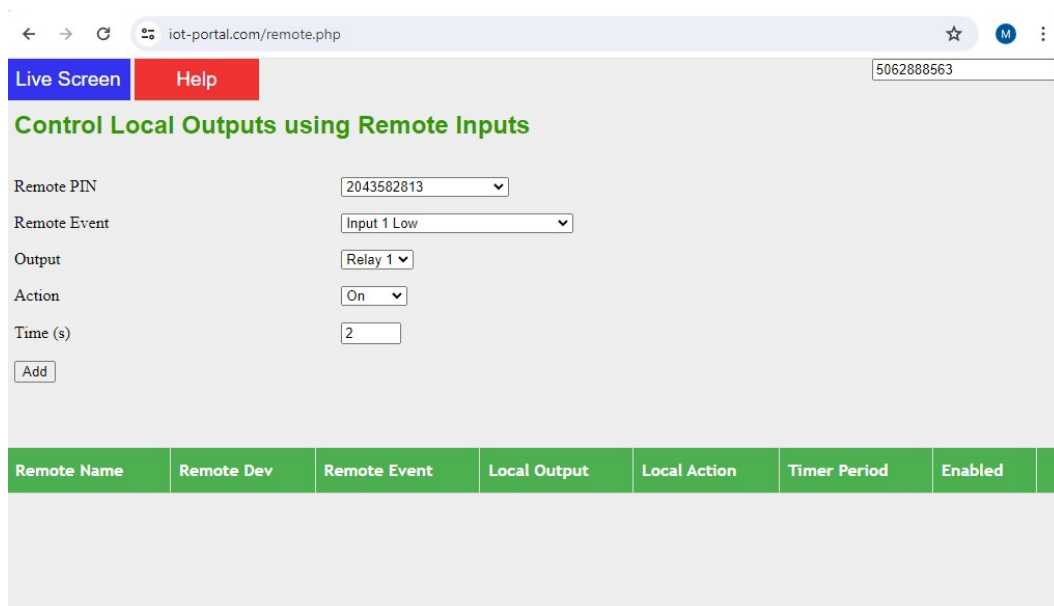 iot-portal.com/remote.php M
Live Screen Help 5062888563
Control Local Outputs using Remote Inputs
Remote PIN 2043582813
Remote Event Input 1 Low
Output Relay 1
Action On
Time (s) 2
Add
Remote Name Remote Dev Remote Event Local Output Local Action Timer Period Enabled